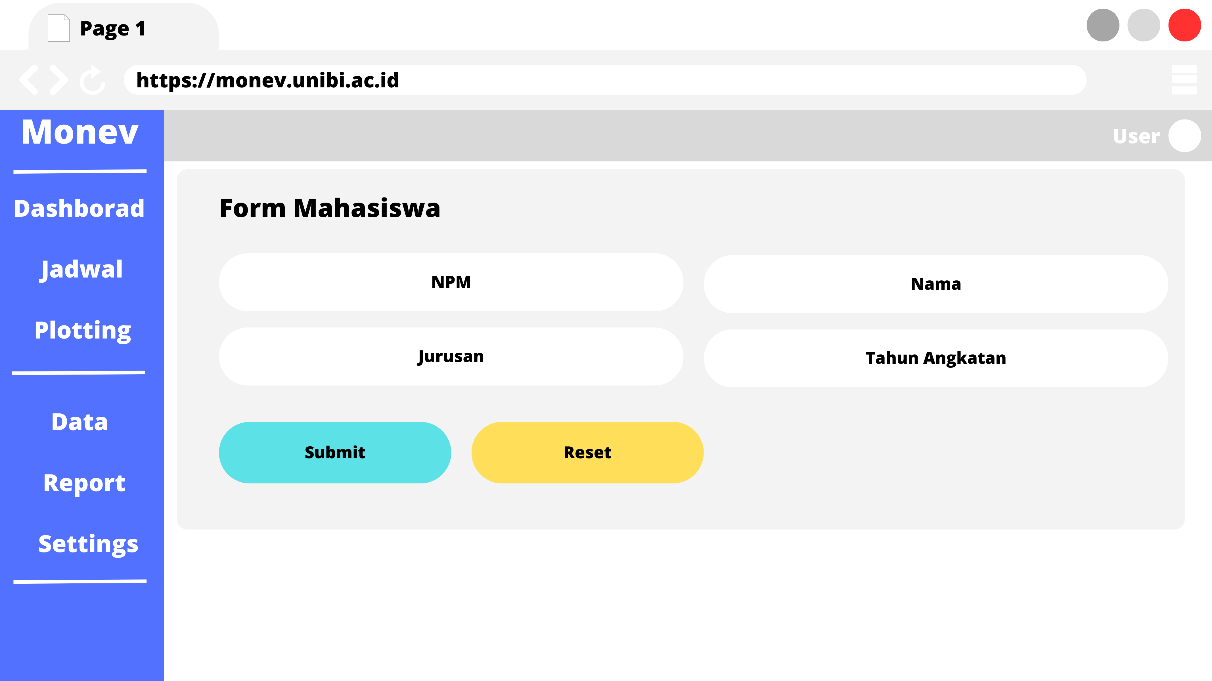 Page 1
https://monev.unibi.ac.id
Monev
User
Dashborad
Jadwal
Plotting
Data
Report
Settings
Form Mahasiswa
NPM
Nama
Jurusan
Tahun Angkatan
Submit
Reset